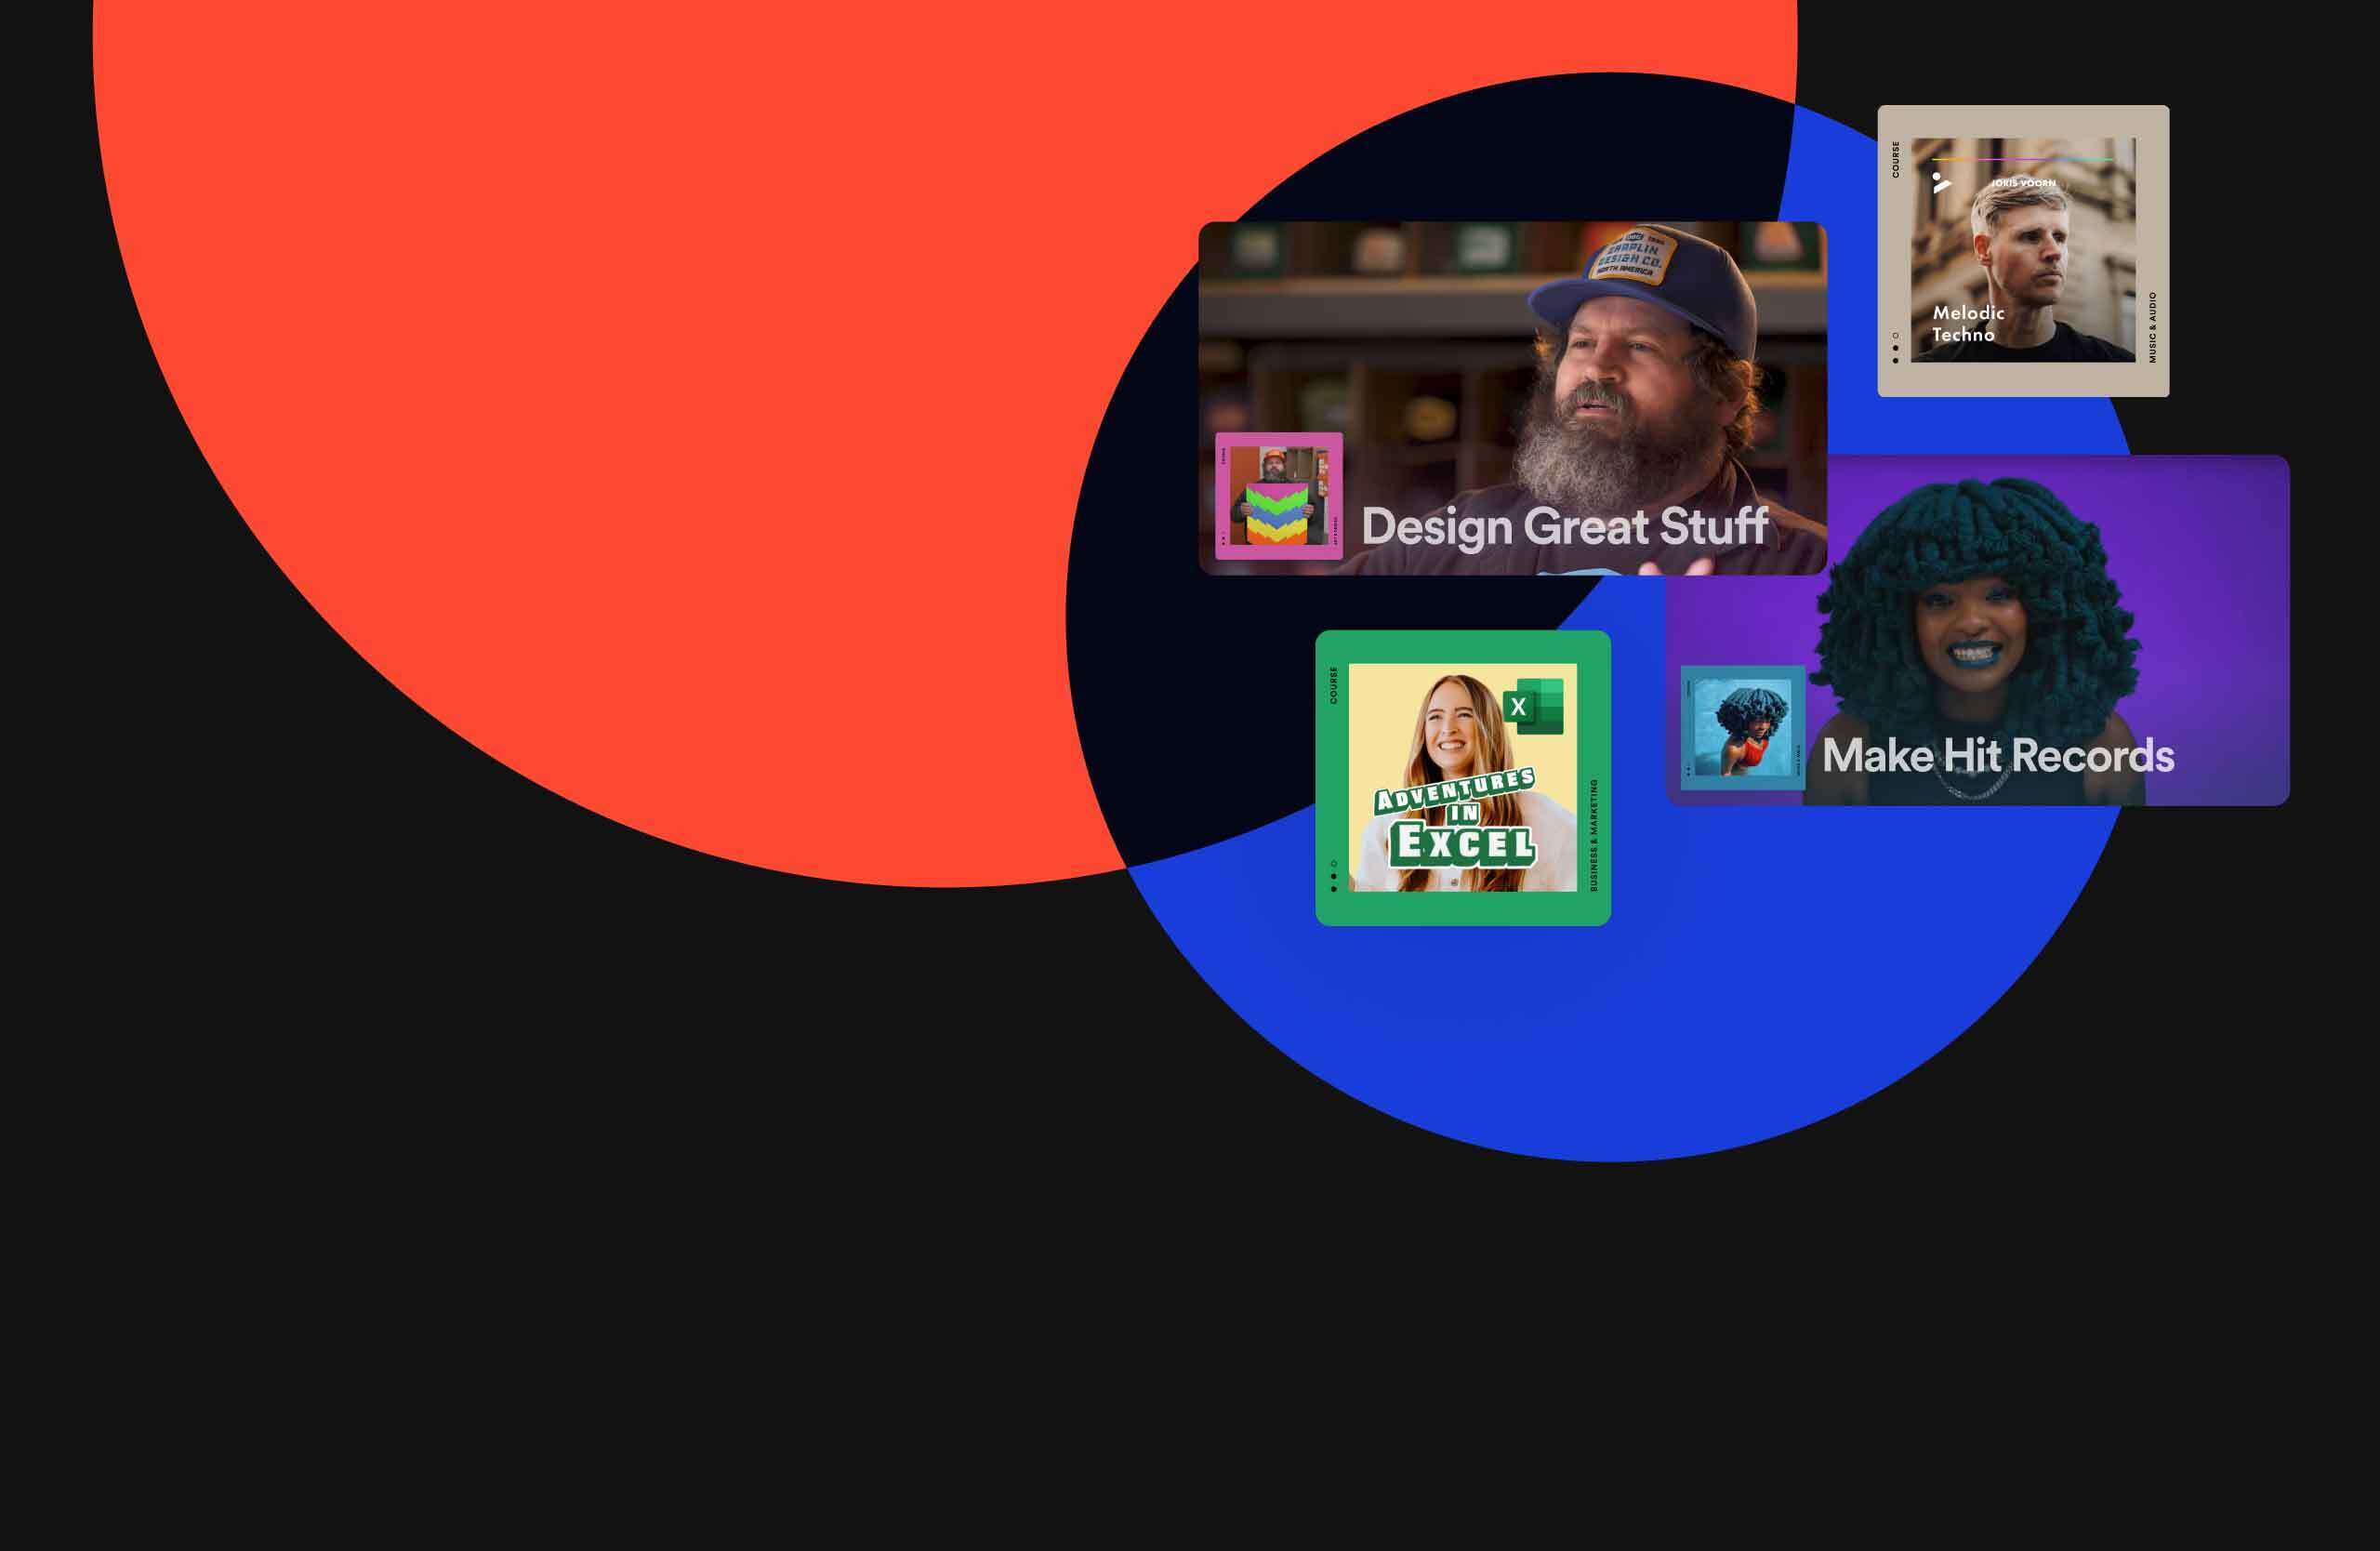 COURSE
JORIS VOORN
Melodic
Techno
MUSIC & AUDIO
DRAPLIN
DESIGN CO.
NORTH AMERICA
Design Great Stuff
Make Hit Records
COURSE
X
ADVENTURES
IN
EXCEL
BUSINESS & MARKETING